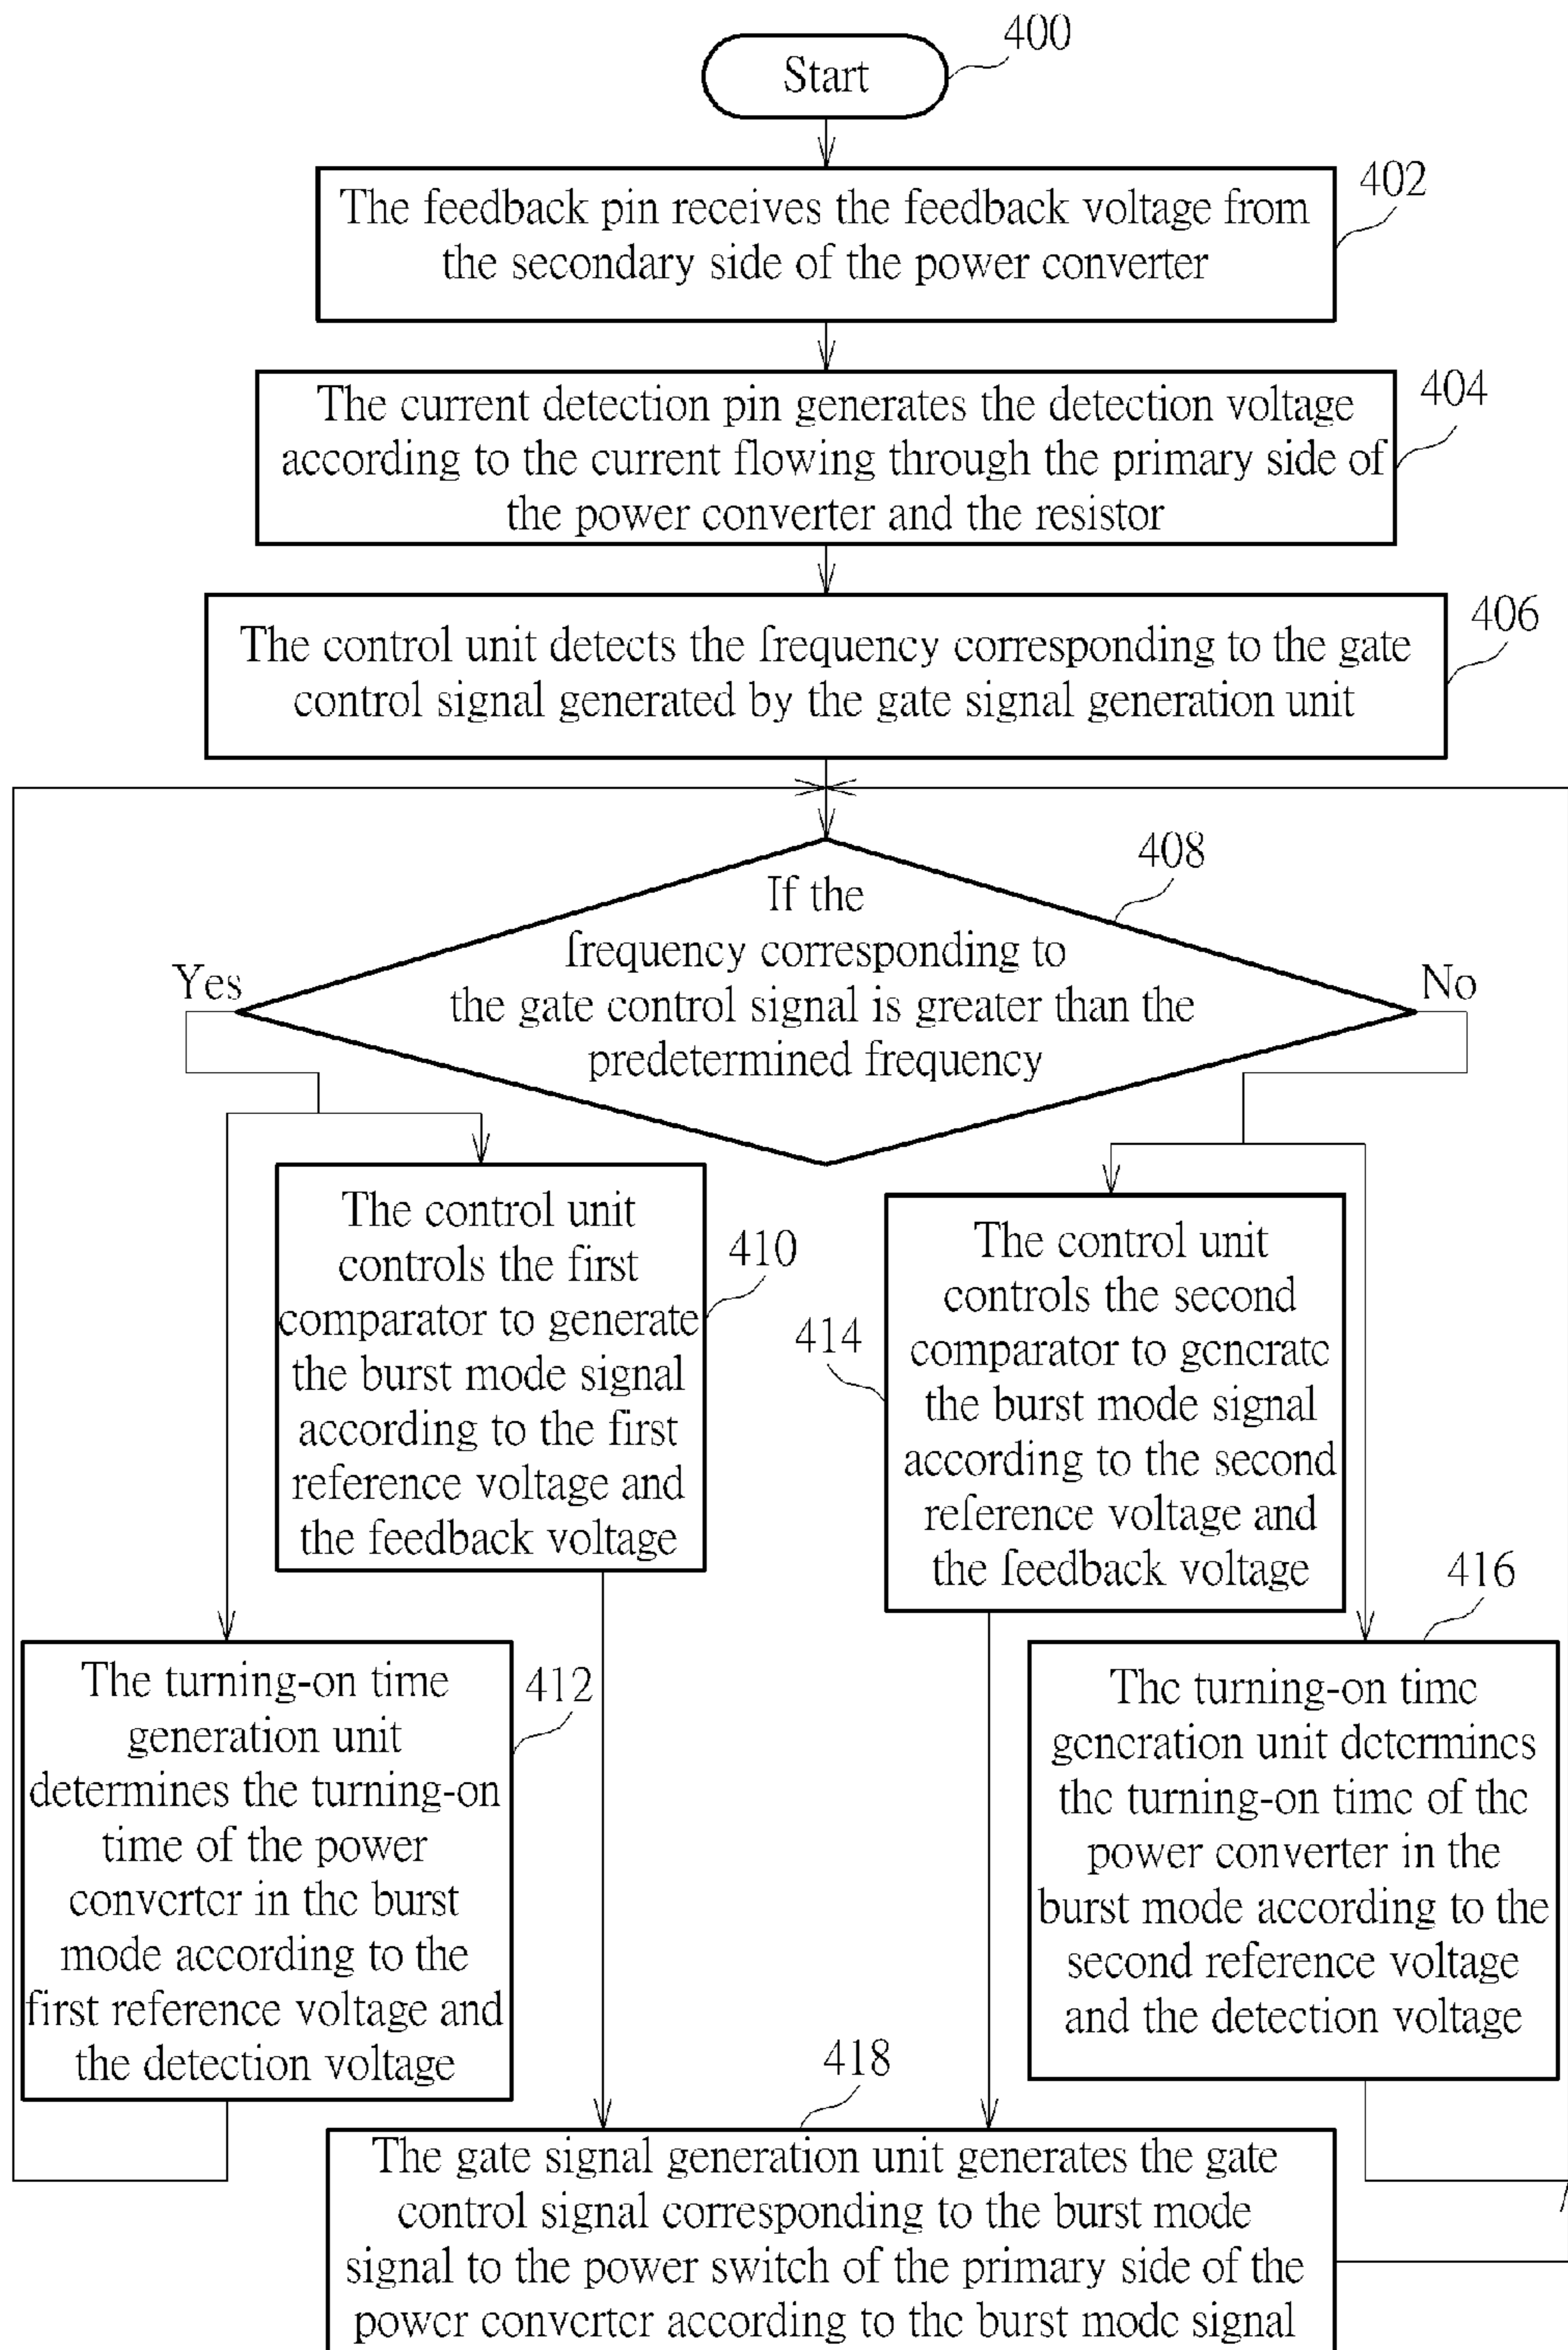 400
Start
402
The feedback pin receives the feedback voltage from
the secondary side of the power converter
404
The current detection pin generates the detection voltage
according to the current flowing through the primary side of
the power converter and the resistor
406
The control unit detects the frequency corresponding to the gate
control signal generated by the gate signal generation unit
408
If the
frequency corresponding to
the gate control signal is greater than the
predetermined frequency
Yes
No
410
The control unit
controls the first
comparator to generate
the burst mode signal
according to the first
reference voltage and
the feedback voltage
414
The control unit
controls the second
comparator to generate
the burst mode signal
according to the second
reference voltage and
the feedback voltage
412
The turning-on time
generation unit
determines the turning-on
time of the power
converter in the burst
mode according to the
first reference voltage and
the detection voltage
416
The turning-on time
generation unit determines
the turning-on time of the
power converter in the
burst mode according to the
second reference voltage
and the detection voltage
418
The gate signal generation unit generates the gate
control signal corresponding to the burst mode
signal to the power switch of the primary side of the
power converter according to the burst mode signal